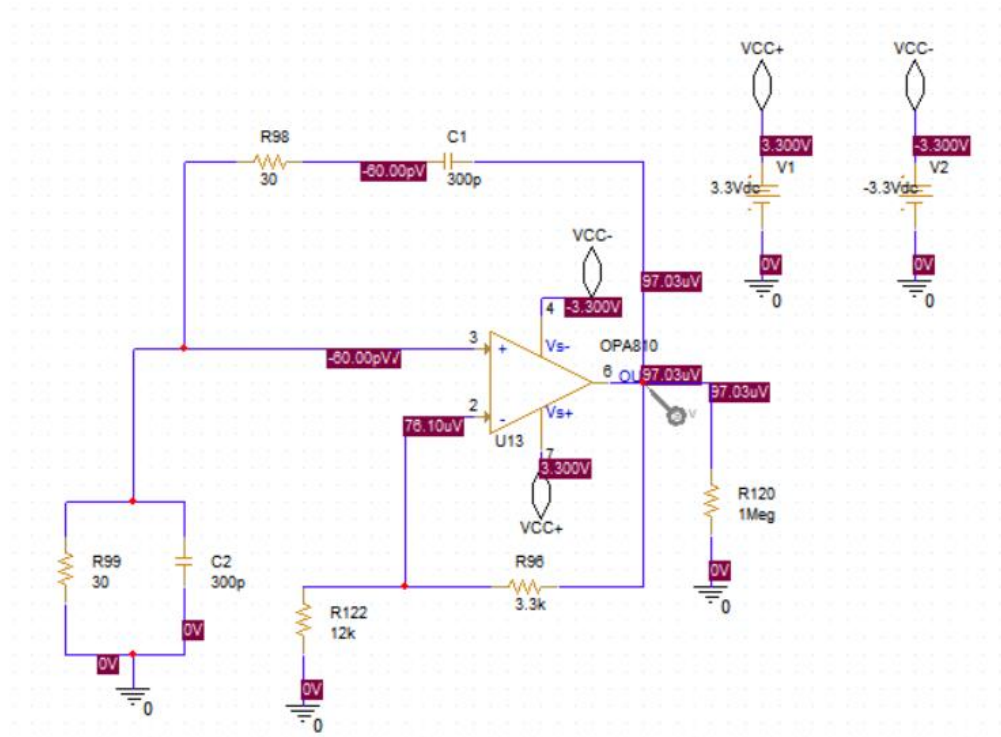 VCC+
VCC-
R98
30
-60.00pV
C1
300p
3.300V
V1
3.3Vdc
0V
0
-3.300V
V2
-3.3Vdc
0V
0
VCC-
-3.300V
97.03uV
4
3
+
Vs-
OPA810
-60.00pV
6
97.03uV
97.03uV
2
-
Vs+
76.10uV
U13
7
3.300V
VCC+
R120
1Meg
0V
0
R99
30
C2
300p
0V
0V
0
R96
3.3k
R122
12k
0V
0